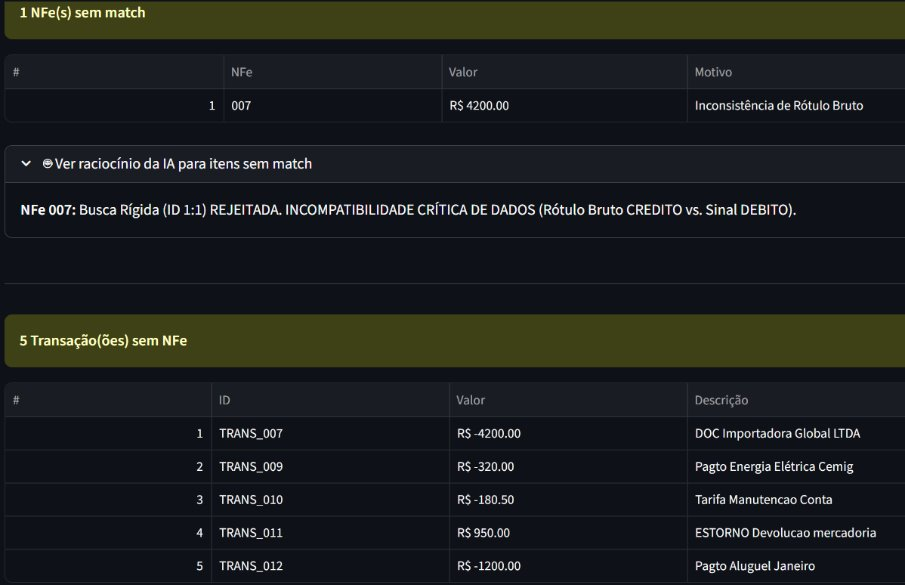 1 NFe(s) sem match
# NFe Valor Motivo
1 007 R$ 4200.00 Inconsistência de Rótulo Bruto
Ver raciocínio da IA para itens sem match
NFe 007: Busca Rígida (ID 1:1) REJEITADA. INCOMPATIBILIDADE CRÍTICA DE DADOS (Rótulo Bruto CREDITO vs. Sinal DEBITO).
5 Transação(ões) sem NFe
# ID Valor Descrição
1 TRANS_007 R$ -4200.00 DOC Importadora Global LTDA
2 TRANS_009 R$ -320.00 Pagto Energia Elétrica Cemig
3 TRANS_010 R$ -180.50 Tarifa Manutencao Conta
4 TRANS_011 R$ 950.00 ESTORNO Devolucao mercadoria
5 TRANS_012 R$ -1200.00 Pagto Aluguel Janeiro